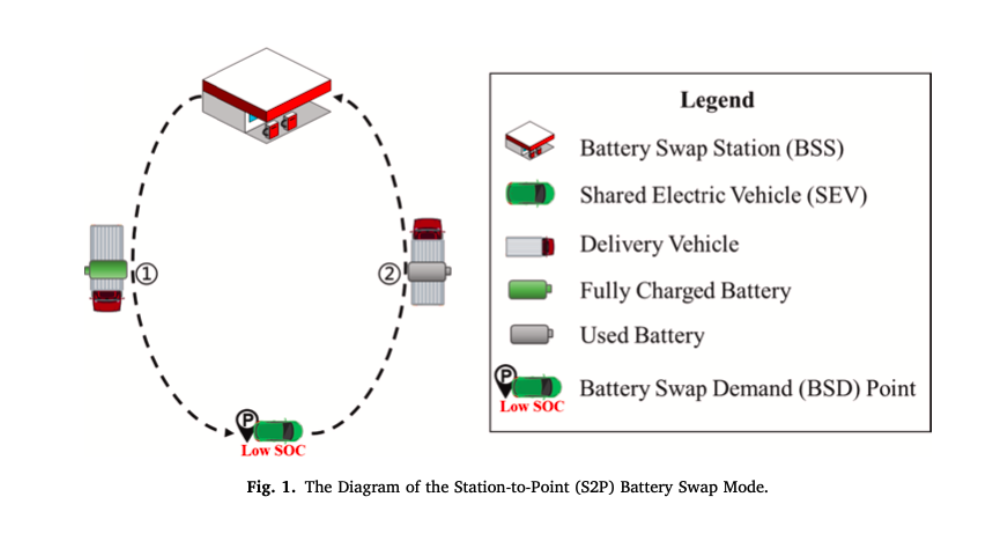 Legend
Battery Swap Station (BSS)
Shared Electric Vehicle (SEV)
Delivery Vehicle
Fully Charged Battery
Used Battery
P
Battery Swap Demand (BSD) Point
Low SOC
①
②
P
Low SOC
Fig. 1. The Diagram of the Station-to-Point (S2P) Battery Swap Mode.